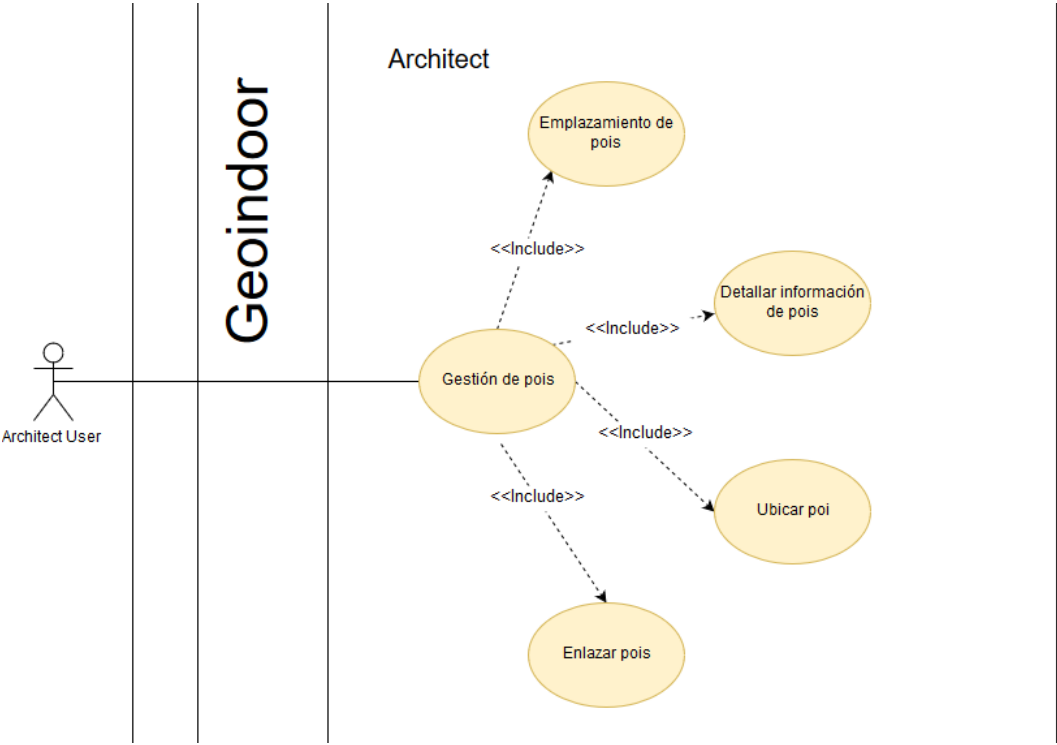 Architect
Geoindoor
Emplazamiento de
pois
<<Include>>
Detallar información
de pois
<<Include>>
Gestión de pois
Architect User
<<Include>>
<<Include>>
Ubicar poi
Enlazar pois